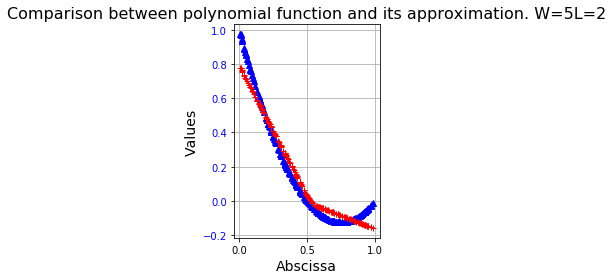 Comparison between polynomial function and its approximation. W=5L=2
1.0
0.8
0.6
0.4
0.2
0.0
−0.2
Values
0.0 0.5 1.0
Abscissa